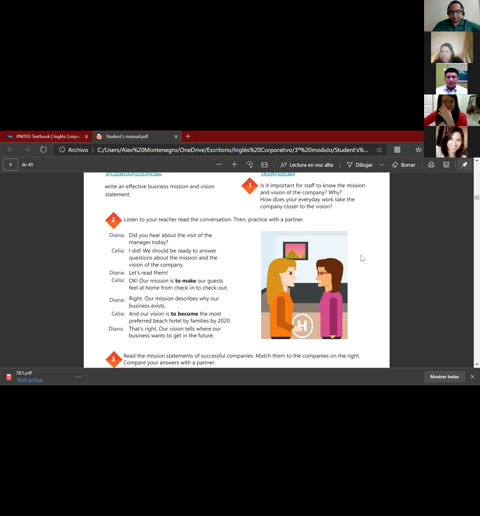 PNITEJ Textbook | Inglés Corpor
Student's manual.pdf
Archivo
C:/Users/Alex%20Montenegro/OneDrive/Escritorio/Inglés%20Corporativo/3º%20modulo/Student's%...
9 de 49
Lectura en voz alta
Dibujar
Borrar
write an effective business mission and vision
statement.
1
Is it important for staff to know the mission
and vision of the company? Why?
How does your everyday work take the
company closer to the vision?
2
Listen to your teacher read the conversation. Then, practice with a partner.
Diana: Did you hear about the visit of the
manager today?
Celia: I did! We should be ready to answer
questions about the mission and the
vision of the company.
Diana: Let's read them!
Celia: OK! Our mission is to make our guests
feel at home from check-in to check-out.
Diana: Right. Our mission describes why our
business exists.
Celia: And our vision is to become the most
preferred beach hotel by families by 2020.
Diana: That's right. Our vision tells where our
business wants to get in the future.
H
3
Read the mission statements of successful companies. Match them to the companies on the right.
Compare your answers with a partner.
SB3.pdf
Abrir archivo
Mostrar todas